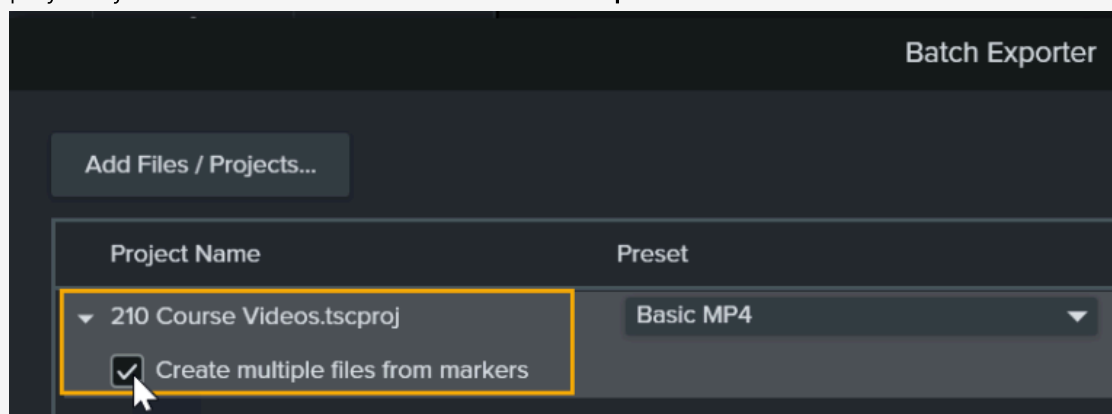 Batch Exporter
Add Files / Projects...
Project Name Preset
210 Course Videos.tscproj Basic MP4
Create multiple files from markers